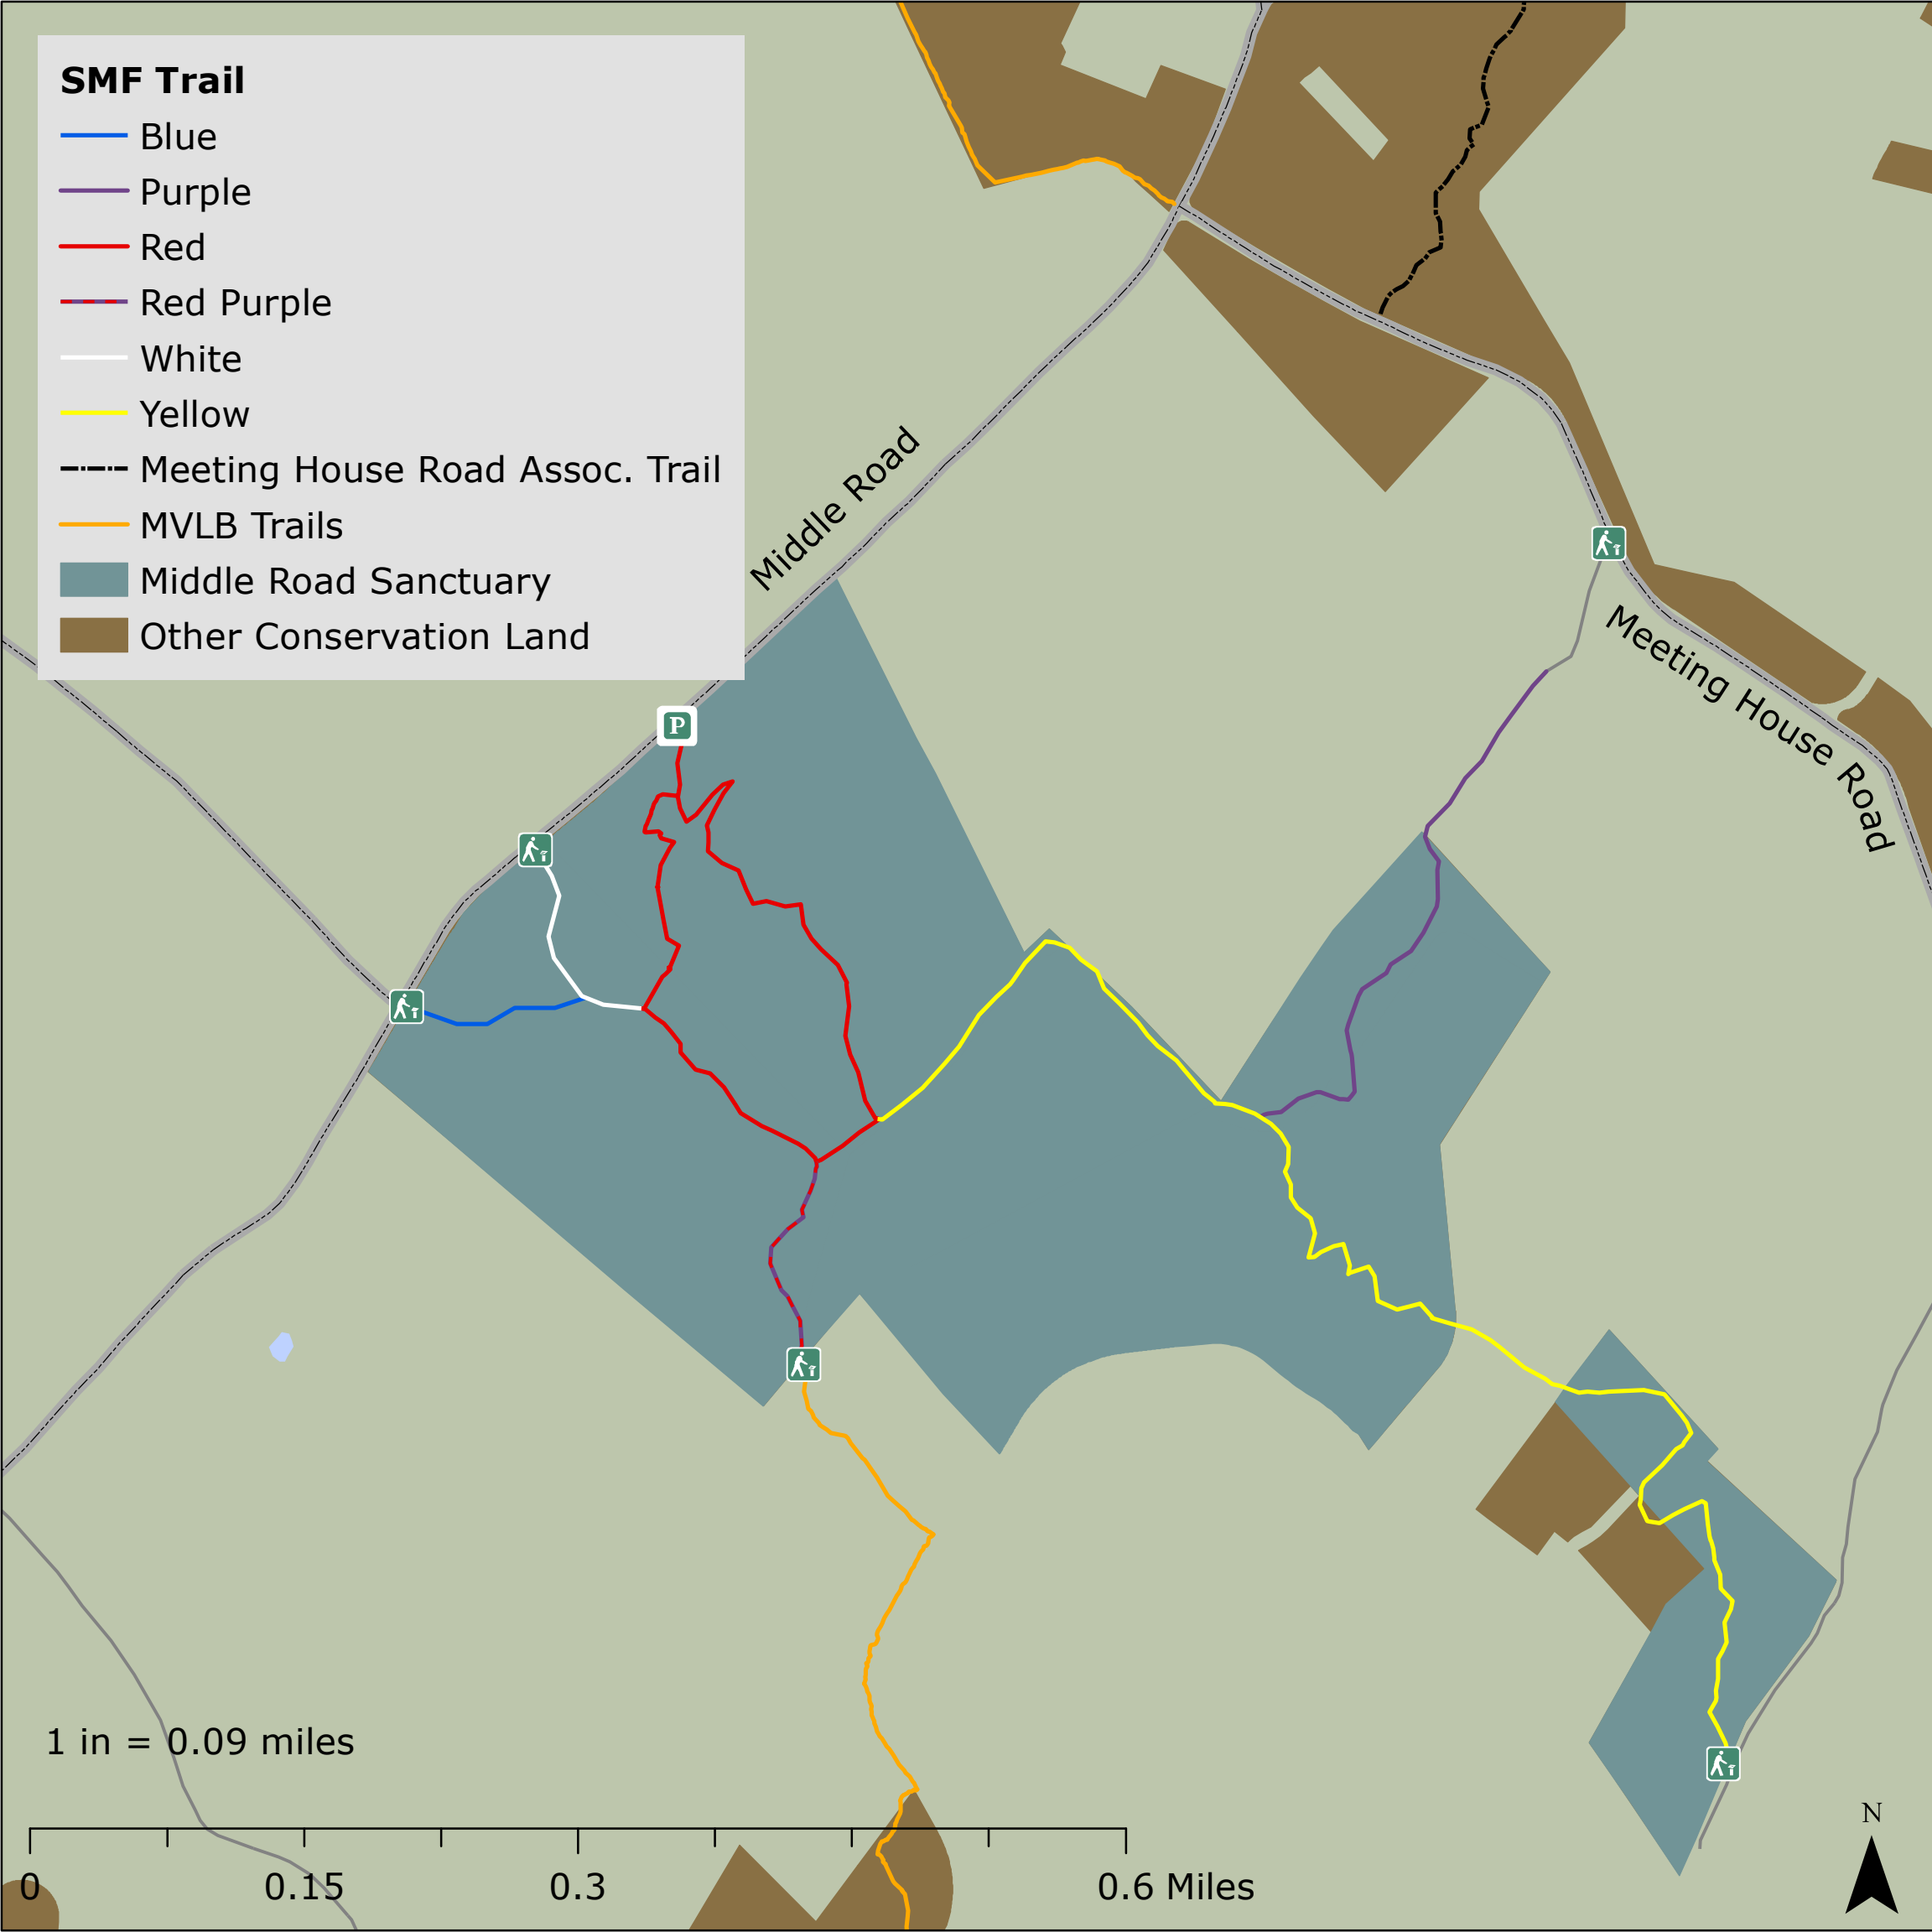 SMF Trail
Blue
Purple
Red
Red Purple
White
Yellow
Meeting House Road Assoc. Trail
MVLB Trails
Middle Road Sanctuary
Other Conservation Land
Middle Road
Meeting House Road
P
1 in = 0.09 miles
N
0 0.15 0.3 0.6 Miles